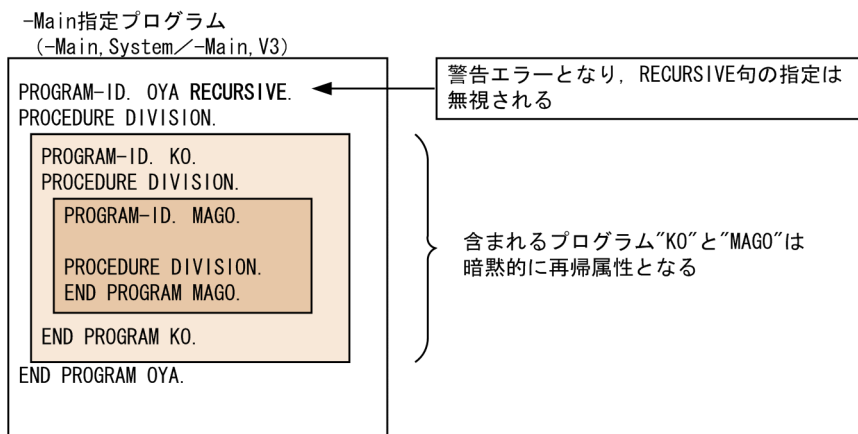 -Main指定プログラム
（-Main,System／-Main,V3）
PROGRAM-ID. OYA RECURSIVE.
PROCEDURE DIVISION.
警告エラーとなり，RECURSIVE句の指定は
無視される
PROGRAM-ID. KO.
PROCEDURE DIVISION.
PROGRAM-ID. MAGO.
PROCEDURE DIVISION.
END PROGRAM MAGO.
END PROGRAM KO.
END PROGRAM OYA.
含まれるプログラム"KO"と"MAGO"は
暗黙的に再帰属性となる